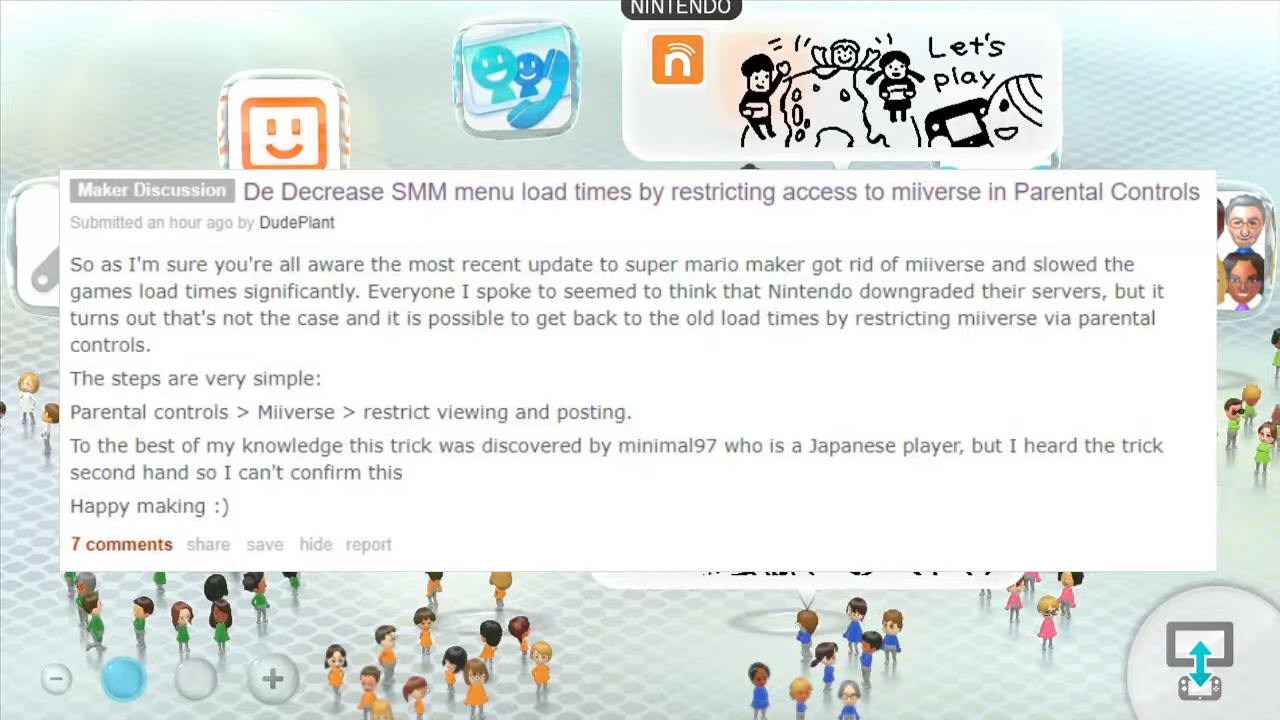 NINTENDO
Let's
play
Maker Discussion De Decrease SMM menu load times by restricting access to miiverse in Parental Controls
Submitted an hour ago by DudePlant
So as I'm sure you're all aware the most recent update to super mario maker got rid of miiverse and slowed the
games load times significantly. Everyone I spoke to seemed to think that Nintendo downgraded their servers, but it
turns out that's not the case and it is possible to get back to the old load times by restricting miiverse via parental
controls.
The steps are very simple:
Parental controls > Miiverse > restrict viewing and posting.
To the best of my knowledge this trick was discovered by minimal97 who is a Japanese player, but I heard the trick
second hand so I can't confirm this
Happy making :)
7 comments share save hide report